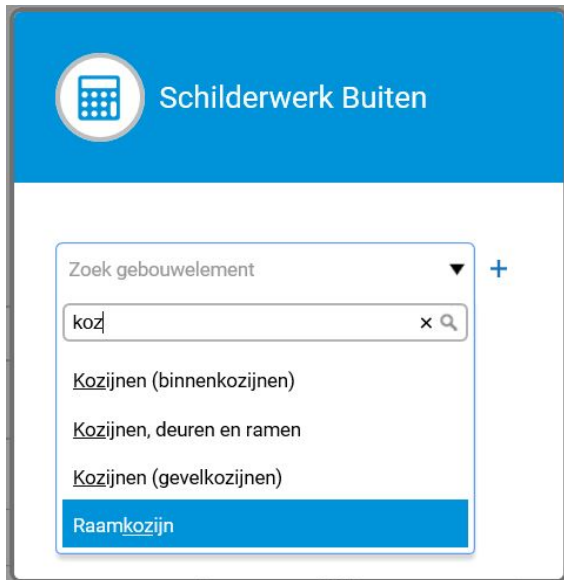 Schilderwerk Buiten
Zoek gebouwelement
koz
Kozijnen (binnenkozijnen)
Kozijnen, deuren en ramen
Kozijnen (gevelkozijnen)
Raamkozijn